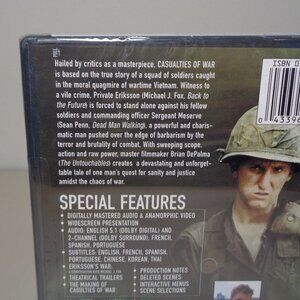 Hailed by critics as a masterpiece, CASUALTIES OF WAR
is based on the true story of a squad of soldiers caught
in the moral quagmire of wartime Vietnam. Witness to
a vile crime, Private Eriksson (Michael J. Fox, Back to
the Future) is forced to stand alone against his fellow
soldiers and commanding officer Sergeant Meserve
(Sean Penn, Dead Man Walking), a powerful and charis-
matic man pushed over the edge of barbarism by the
terror and brutality of combat. With sweeping scope,
action and raw power, master filmmaker Brian DePalma
(The Untouchables) creates a devastating and unforget-
table tale of one man's quest for sanity and justice
amidst the chaos of war.
ISBN 0
0 43396
SPECIAL FEATURES
• DIGITALLY MASTERED AUDIO & ANAMORPHIC VIDEO
• WIDESCREEN PRESENTATION
• AUDIO: ENGLISH 5.1 (DOLBY DIGITAL) AND
2-CHANNEL (DOLBY SURROUND), FRENCH,
SPANISH, PORTUGUESE
• SUBTITLES: ENGLISH, FRENCH, SPANISH,
PORTUGUESE, CHINESE, KOREAN, THAI
• ERIKSSON'S WAR:
A CONVERSATION WITH MICHAEL J. FOX
• THEATRICAL TRAILERS
• THE MAKING OF
CASUALTIES OF WAR
• PRODUCTION NOTES
• DELETED SCENES
• INTERACTIVE MENUS
• SCENE SELECTIONS